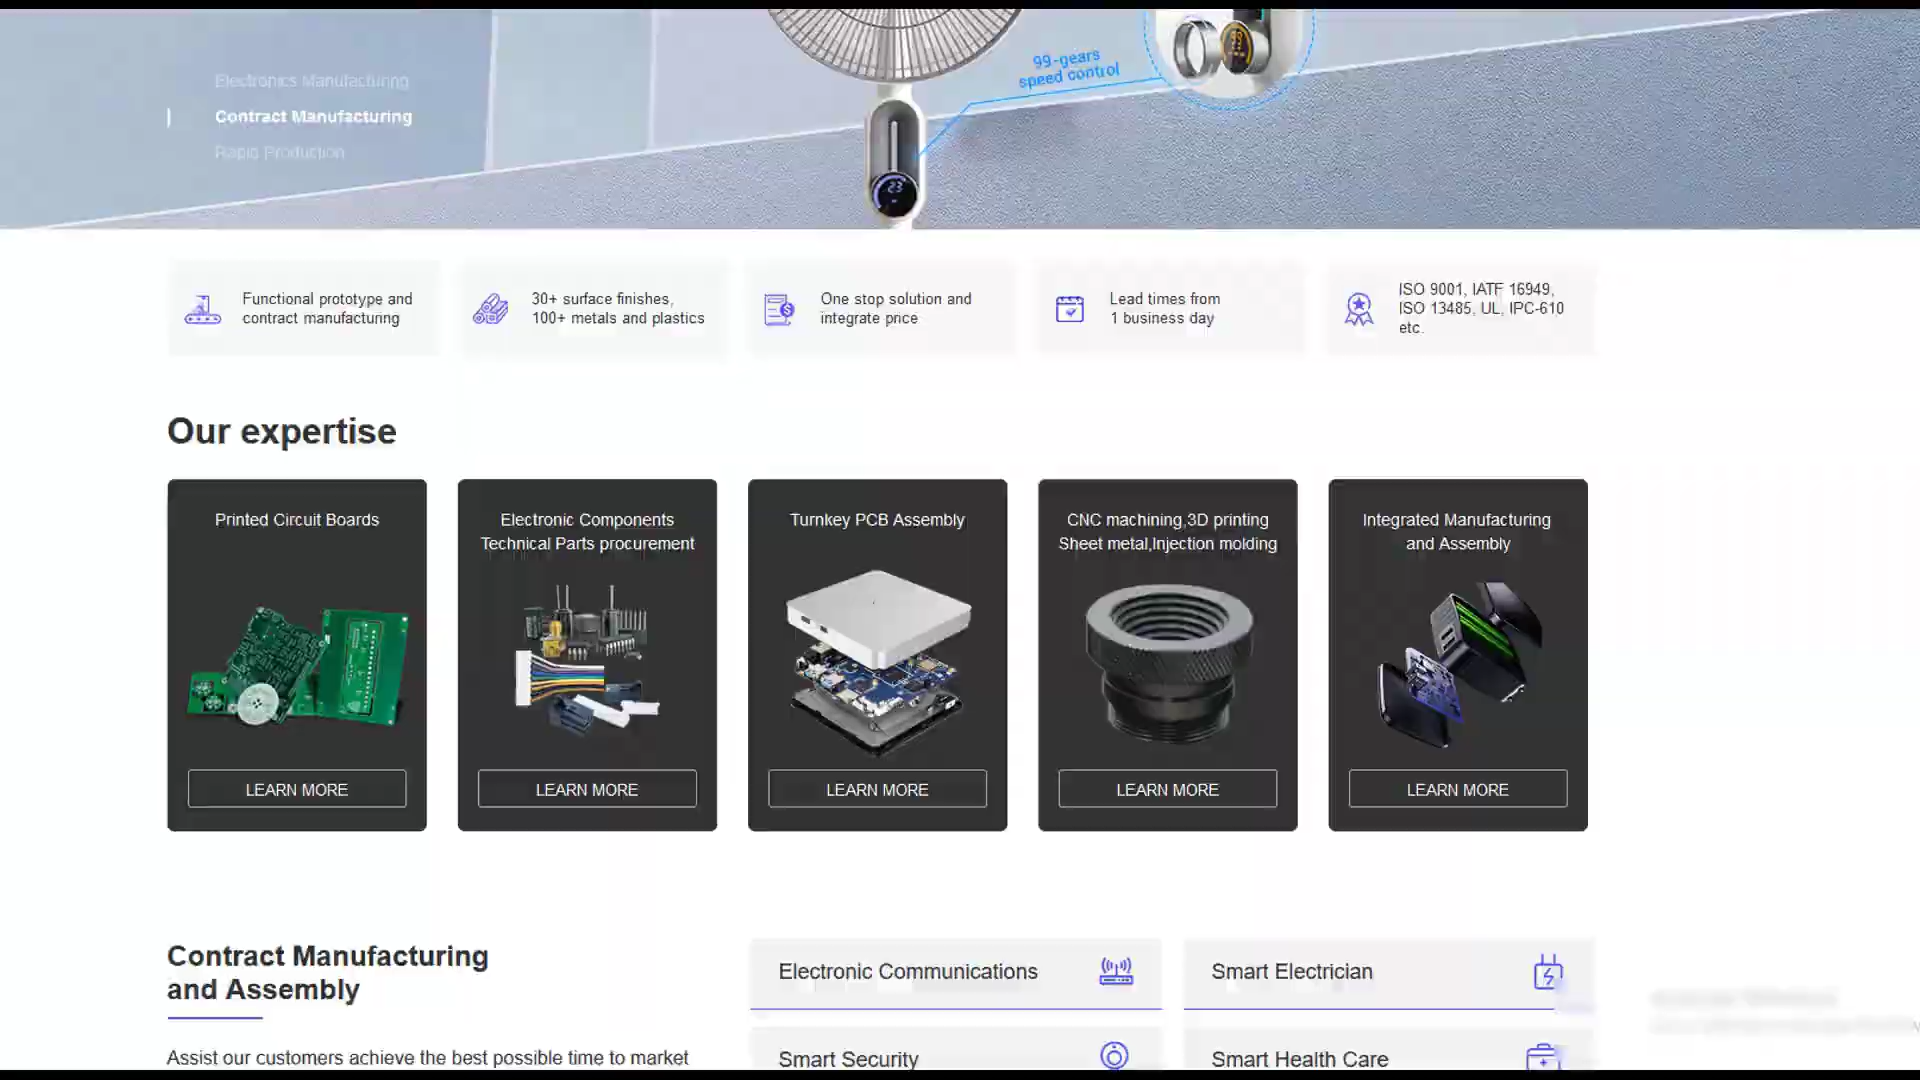 99-gears
speed control
Electronics Manufacturing
Contract Manufacturing
Rapid Production
23
Functional prototype and
contract manufacturing
30+ surface finishes,
100+ metals and plastics
One stop solution and
integrate price
Lead times from
1 business day
ISO 9001, IATF 16949,
ISO 13485, UL, IPC-610
etc.
Our expertise
Printed Circuit Boards
LEARN MORE
Electronic Components
Technical Parts procurement
LEARN MORE
Turnkey PCB Assembly
LEARN MORE
CNC machining,3D printing
Sheet metal,Injection molding
LEARN MORE
Integrated Manufacturing
and Assembly
LEARN MORE
Contract Manufacturing
and Assembly
Assist our customers achieve the best possible time to market
Electronic Communications
Smart Electrician
Smart Security
Smart Health Care